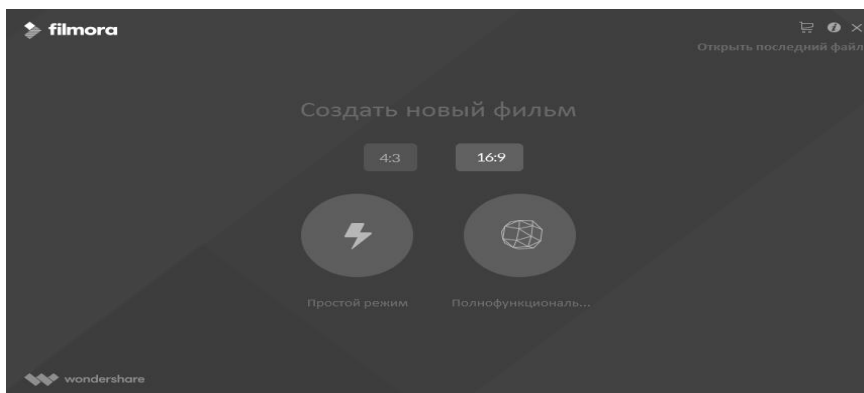 filmora
Открыть последний файл
Создать новый фильм
4:3 16:9
Простой режим Полнофункциональ...
wondershare